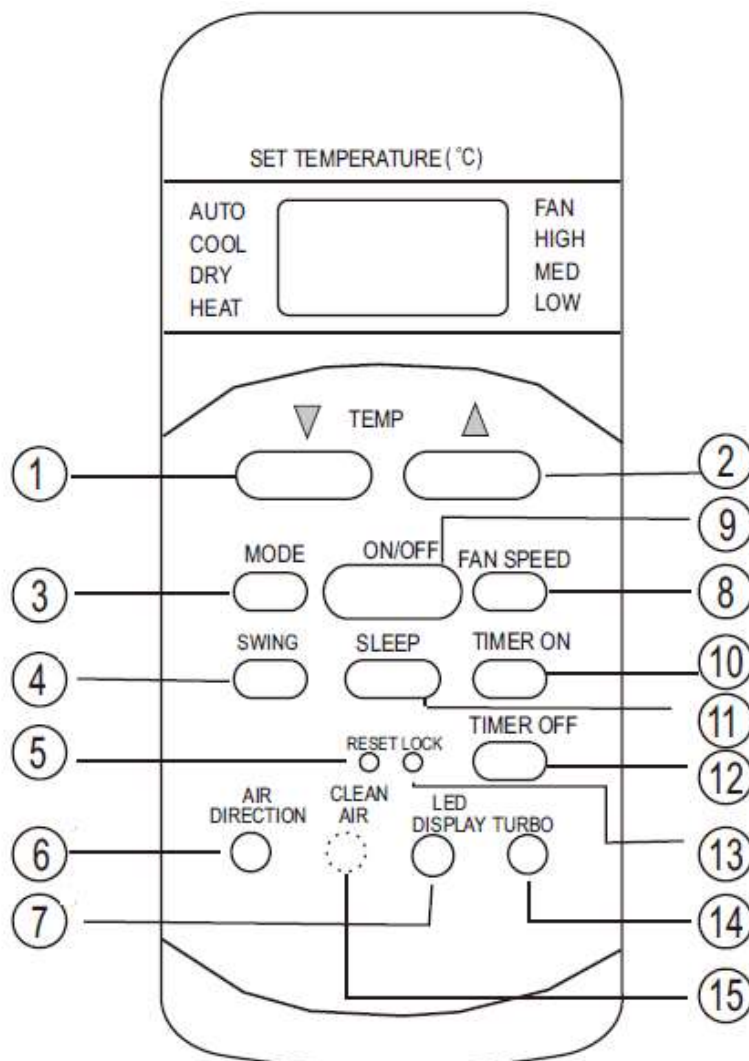 SET TEMPERATURE (°C)
AUTO
COOL
DRY
HEAT
FAN
HIGH
MED
LOW
TEMP
1
2
9
MODE
ON/OFF
FAN SPEED
3
8
SWING
SLEEP
TIMER ON
4
10
11
RESET LOCK
TIMER OFF
5
12
AIR
DIRECTION
CLEAN
AIR
LED
DISPLAY TURBO
13
6
7
14
15